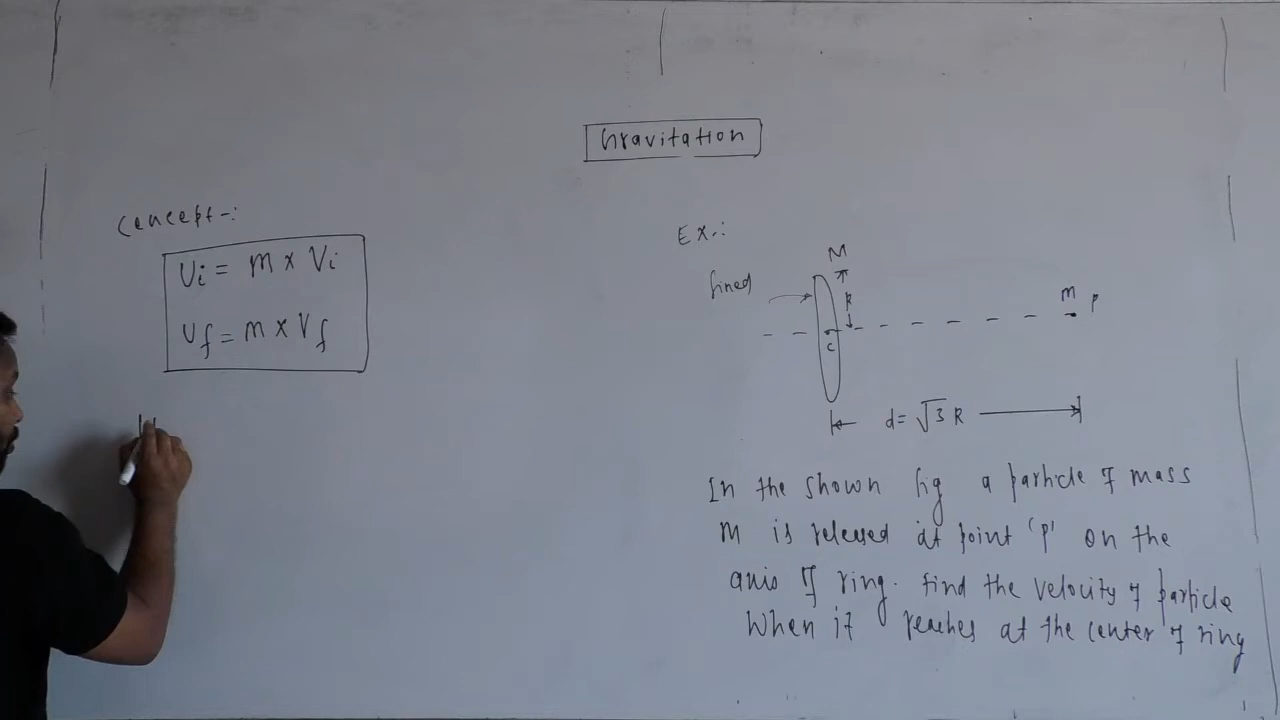 Gravitation
Concept-:
Ui = m x Vi
Uf = m x Vf
Ex.:
fixed
M
R
C
m P
d = √3 R
In the shown fig a particle of mass
m is released at point 'p' on the
axis of ring. find the velocity of particle
When it reaches at the center of ring